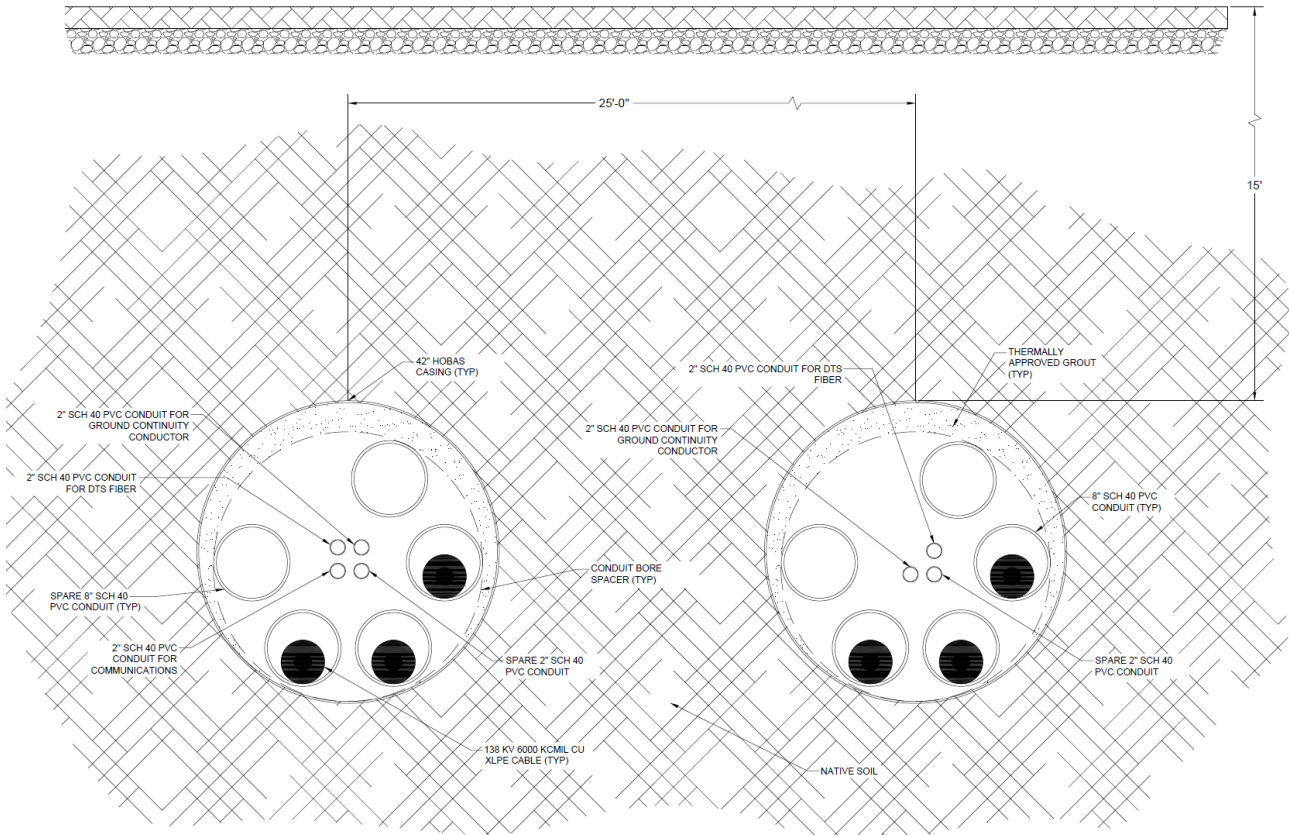 25'-0"
15'
42" HOBAS
CASING (TYP)
2" SCH 40 PVC CONDUIT FOR
GROUND CONTINUITY
CONDUCTOR
2" SCH 40 PVC CONDUIT
FOR DTS FIBER
SPARE 8" SCH 40
PVC CONDUIT (TYP)
2" SCH 40 PVC
CONDUIT FOR
COMMUNICATIONS
138 KV 6000 KCMIL CU
XLPE CABLE (TYP)
SPARE 2" SCH 40
PVC CONDUIT
CONDUIT BORE
SPACER (TYP)
2" SCH 40 PVC CONDUIT FOR DTS
FIBER
2" SCH 40 PVC CONDUIT FOR
GROUND CONTINUITY
CONDUCTOR
THERMALLY
APPROVED GROUT
(TYP)
8" SCH 40 PVC
CONDUIT (TYP)
SPARE 2" SCH 40
PVC CONDUIT
NATIVE SOIL